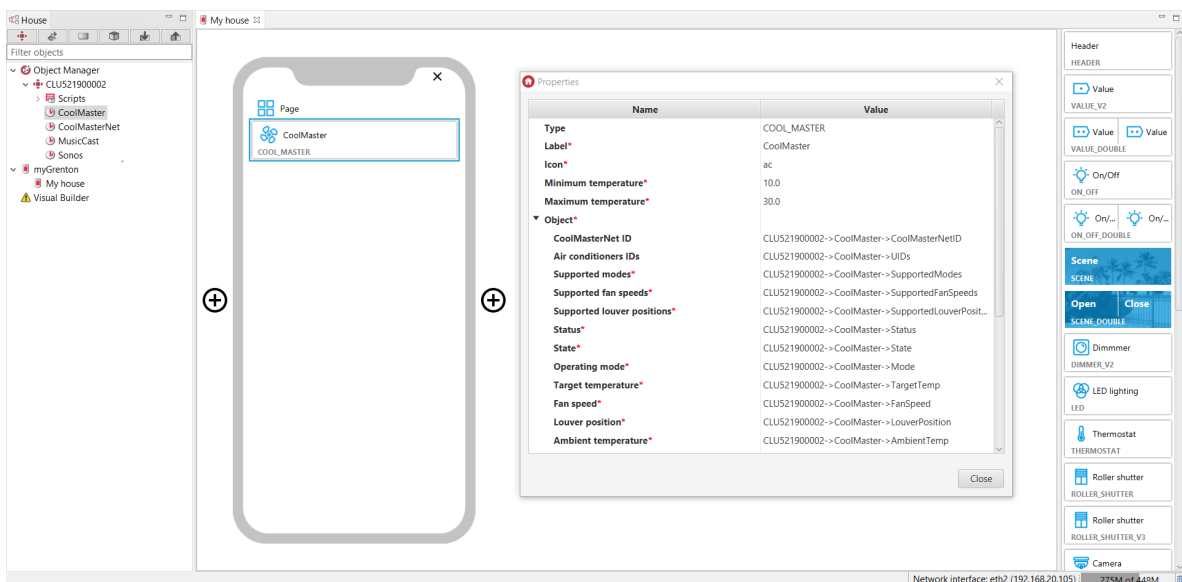 House
My house
Filter objects
Object Manager
CLU521900002
Scripts
CoolMaster
CoolMasterNet
MusicCast
Sonos
myGrenton
My house
Visual Builder
Page
CoolMaster
COOL_MASTER
Properties
Name Value
Type COOL_MASTER
Label* CoolMaster
Icon* ac
Minimum temperature* 10.0
Maximum temperature* 30.0
Object*
CoolMasterNet ID CLU521900002->CoolMaster->CoolMasterNetID
Air conditioners IDs CLU521900002->CoolMaster->UIDs
Supported modes* CLU521900002->CoolMaster->SupportedModes
Supported fan speeds* CLU521900002->CoolMaster->SupportedFanSpeeds
Supported louver positions* CLU521900002->CoolMaster->SupportedLouverPosit...
Status* CLU521900002->CoolMaster->Status
State* CLU521900002->CoolMaster->State
Operating mode* CLU521900002->CoolMaster->Mode
Target temperature* CLU521900002->CoolMaster->TargetTemp
Fan speed* CLU521900002->CoolMaster->FanSpeed
Louver position* CLU521900002->CoolMaster->LouverPosition
Ambient temperature* CLU521900002->CoolMaster->AmbientTemp
Close
Header
HEADER
Value
VALUE_V2
Value Value
VALUE_DOUBLE
On/Off
ON_OFF
On/... On/...
ON_OFF_DOUBLE
Scene
SCENE
Open Close
SCENE_DOUBLE
Dimmmer
DIMMER_V2
LED lighting
LED
Thermostat
THERMOSTAT
Roller shutter
ROLLER_SHUTTER
Roller shutter
ROLLER_SHUTTER_V3
Camera
Network interface: eth2 (192.168.20.105) 275M of 448M